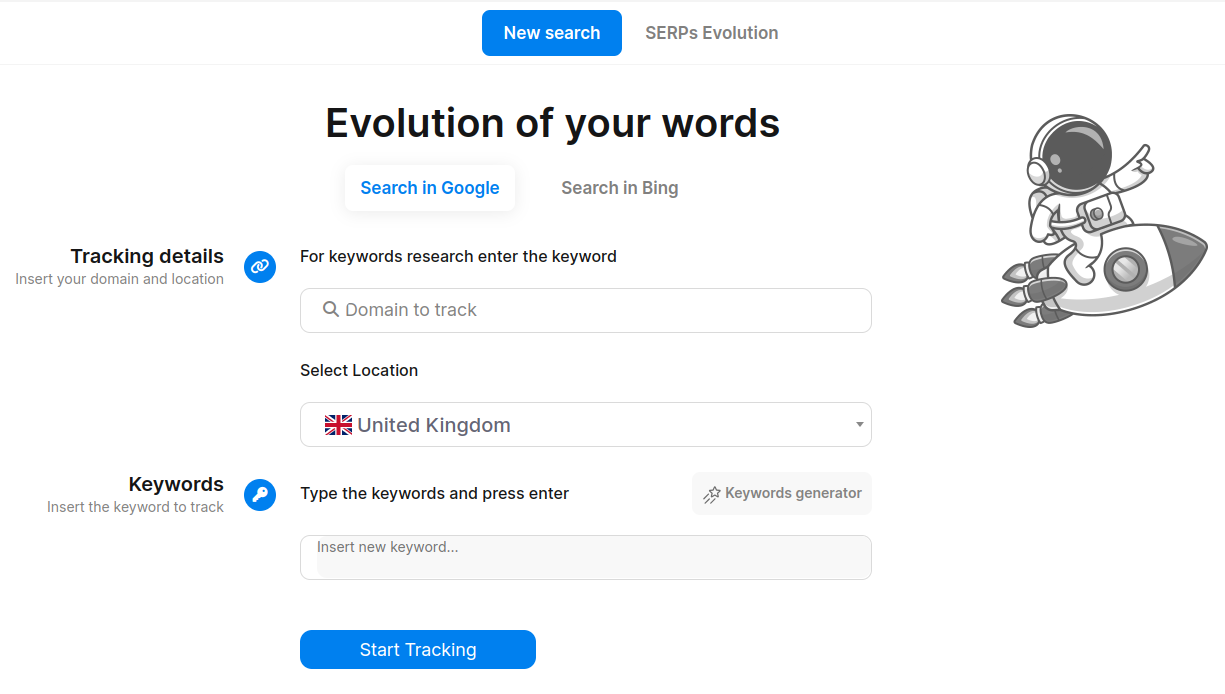 New search
SERPs Evolution
Evolution of your words
Search in Google
Search in Bing
Tracking details
Insert your domain and location
For keywords research enter the keyword
Domain to track
Select Location
United Kingdom
Keywords
Insert the keyword to track
Type the keywords and press enter
Keywords generator
Insert new keyword...
Start Tracking